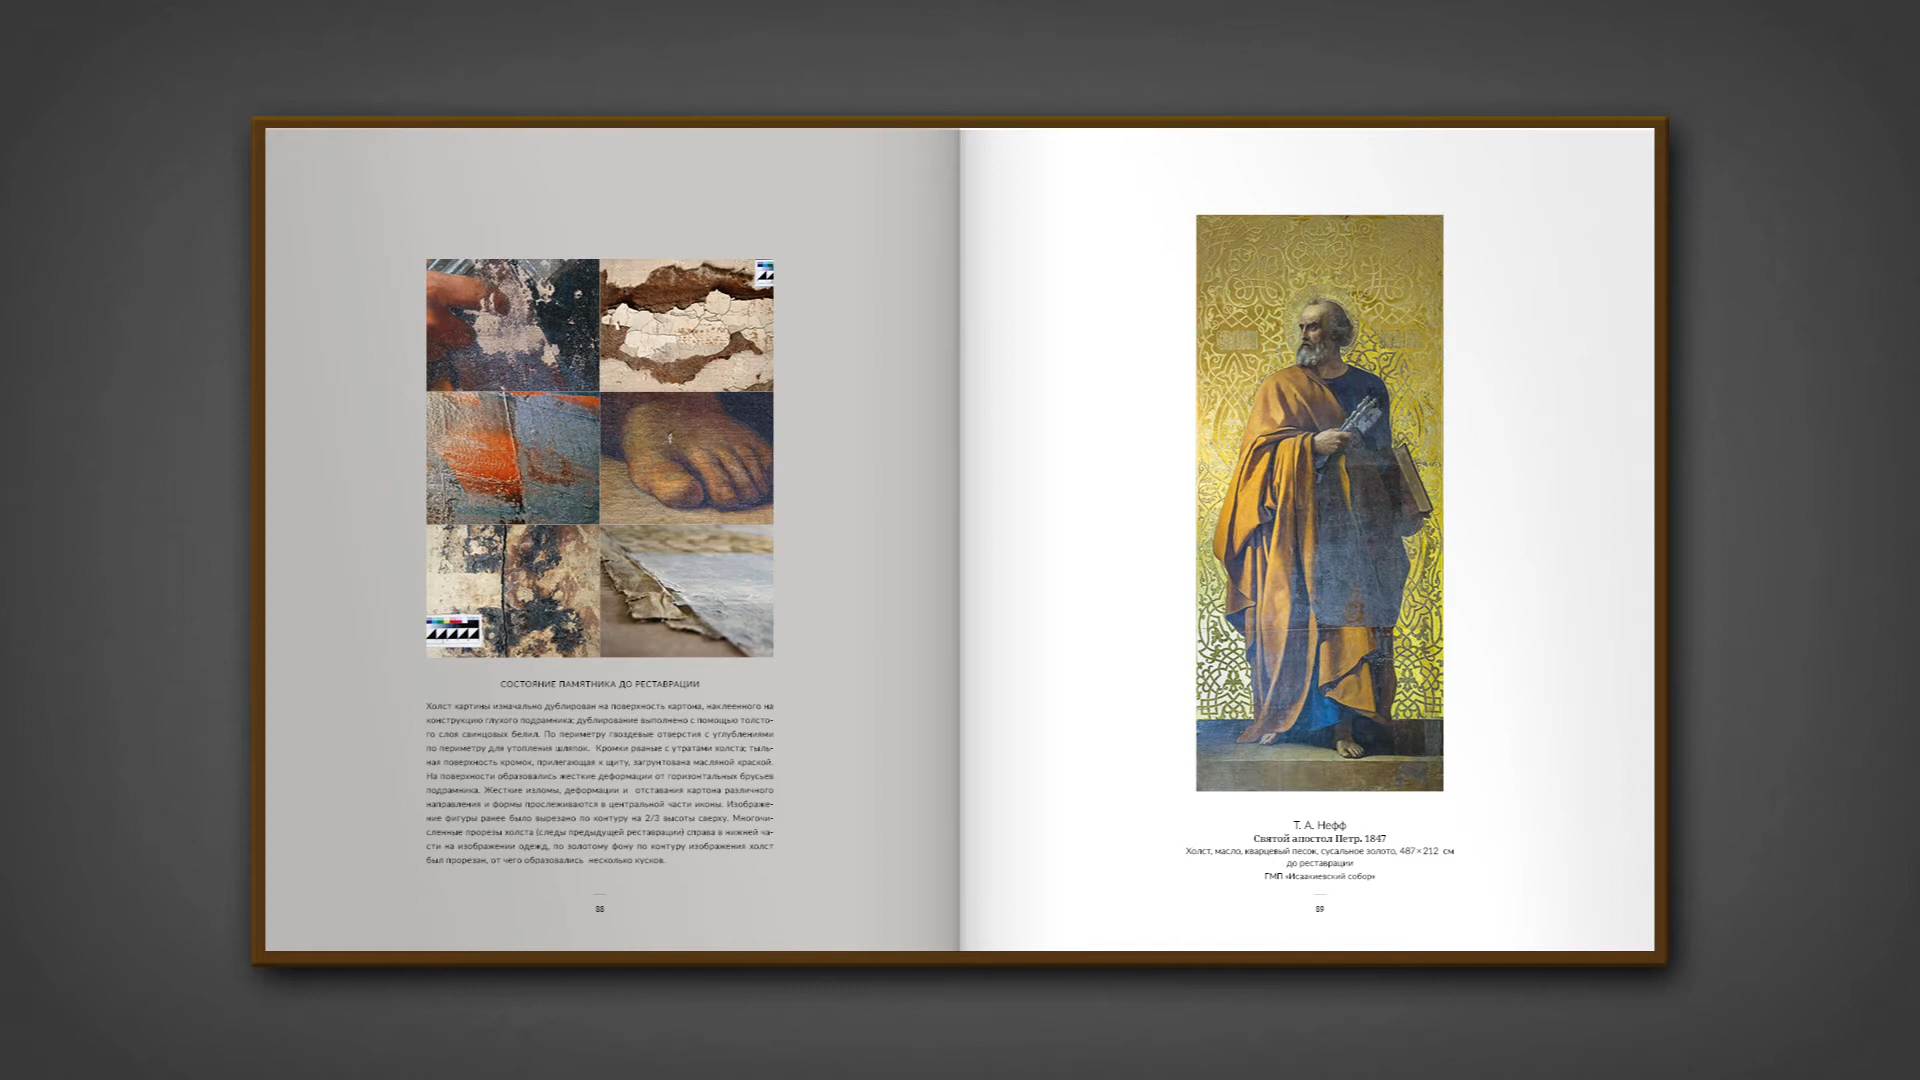 СОСТОЯНИЕ ПАМЯТНИКА ДО РЕСТАВРАЦИИ
Холст картины изначально дублирован на поверхность картона, наклеенного на
конструкцию глухого подрамника; дублирование выполнено с помощью толсто-
го слоя свинцовых белил. По периметру гвоздевые отверстия с углублениями
по периметру для утопления шляпок. Кромки рваные с утратами холста; тыль-
ная поверхность кромок, прилегающая к щиту, загрунтована масляной краской.
На поверхности образовались жесткие деформации от горизонтальных брусьев
подрамника. Жесткие изломы, деформации и отставания картона различного
направления и формы прослеживаются в центральной части иконы. Изображе-
ние фигуры ранее было вырезано по контуру на 2/3 высоты сверху. Многочи-
сленные прорезы холста (следы предыдущей реставрации) справа в нижней ча-
сти на изображении одежд, по золотому фону по контуру изображения холст
был прорезан, от чего образовались несколько кусков.
88
Т. А. Нефф
Святой апостол Петр. 1847
Холст, масло, кварцевый песок, сусальное золото, 487×212 см
до реставрации
ГМП «Исаакиевский собор»
89